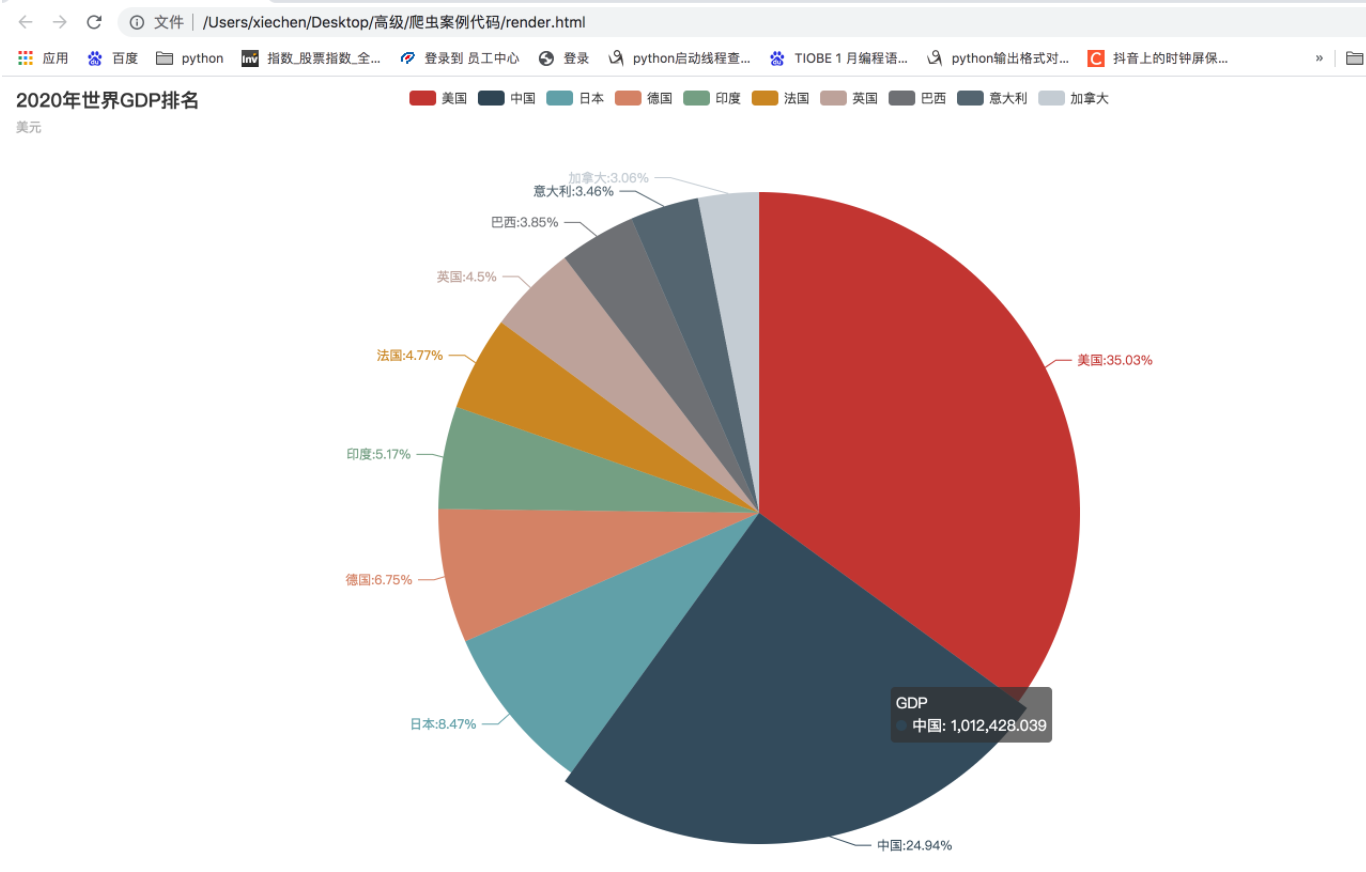 文件 /Users/xiechen/Desktop/高级/爬虫案例代码/render.html
应用 百度 python 指数_股票指数_全... 登录到 员工中心 登录 python启动线程查... TIOBE 1 月编程语... python输出格式对... 抖音上的时钟屏保... »
2020年世界GDP排名
美元
美国 中国 日本 德国 印度 法国 英国 巴西 意大利 加拿大
加拿大:3.06%
意大利:3.46%
巴西:3.85%
英国:4.5%
法国:4.77%
美国:35.03%
印度:5.17%
德国:6.75%
GDP
中国: 1,012,428.039
日本:8.47%
中国:24.94%